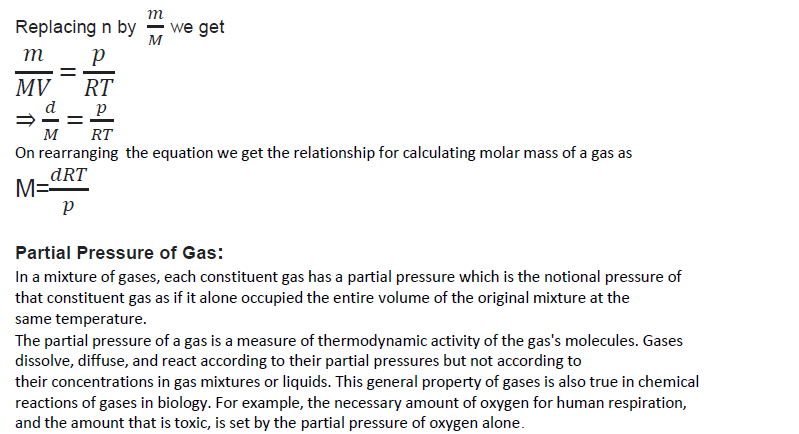 Replacing n by m/M we get
m/MV = p/RT
⇒ d/M = p/RT
On rearranging the equation we get the relationship for calculating molar mass of a gas as
M=dRT/p
Partial Pressure of Gas:
In a mixture of gases, each constituent gas has a partial pressure which is the notional pressure of
that constituent gas as if it alone occupied the entire volume of the original mixture at the
same temperature.
The partial pressure of a gas is a measure of thermodynamic activity of the gas's molecules. Gases
dissolve, diffuse, and react according to their partial pressures but not according to
their concentrations in gas mixtures or liquids. This general property of gases is also true in chemical
reactions of gases in biology. For example, the necessary amount of oxygen for human respiration,
and the amount that is toxic, is set by the partial pressure of oxygen alone.